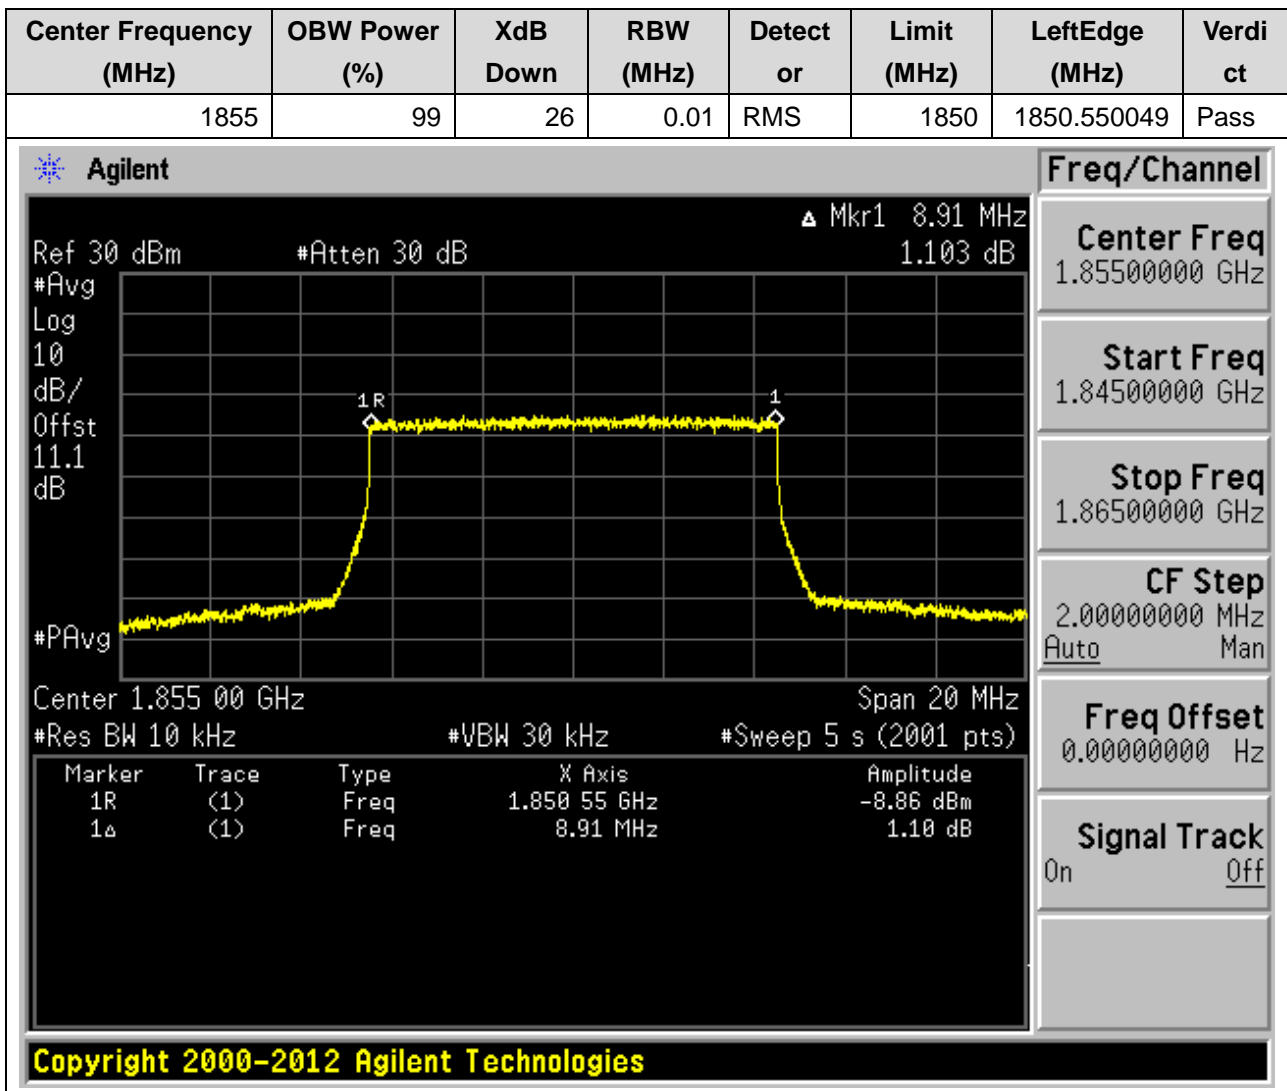 Center Frequency (MHz) OBW Power (%) XdB Down RBW (MHz) Detect or Limit (MHz) LeftEdge (MHz) Verdi ct
1855 99 26 0.01 RMS 1850 1850.550049 Pass
Agilent
Freq/Channel
Δ Mkr1 8.91 MHz
Ref 30 dBm #Atten 30 dB 1.103 dB
#Avg
Log
10
dB/
Offst
11.1
dB
#PAvg
1R
1
Center 1.855 00 GHz Span 20 MHz
#Res BW 10 kHz #VBW 30 kHz #Sweep 5 s (2001 pts)
Marker Trace Type X Axis Amplitude
1R (1) Freq 1.850 55 GHz -8.86 dBm
1Δ (1) Freq 8.91 MHz 1.10 dB
Center Freq
1.85500000 GHz
Start Freq
1.84500000 GHz
Stop Freq
1.86500000 GHz
CF Step
2.00000000 MHz
Auto Man
Freq Offset
0.00000000 Hz
Signal Track
On Off
Copyright 2000-2012 Agilent Technologies